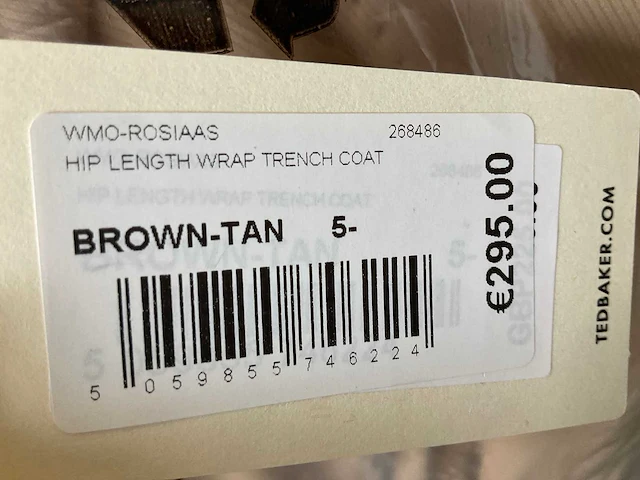 WMO-ROSIAAS 268486
HIP LENGTH WRAP TRENCH COAT
BROWN-TAN 5-
€295.00
5 059855 746224
TEDBAKER.COM